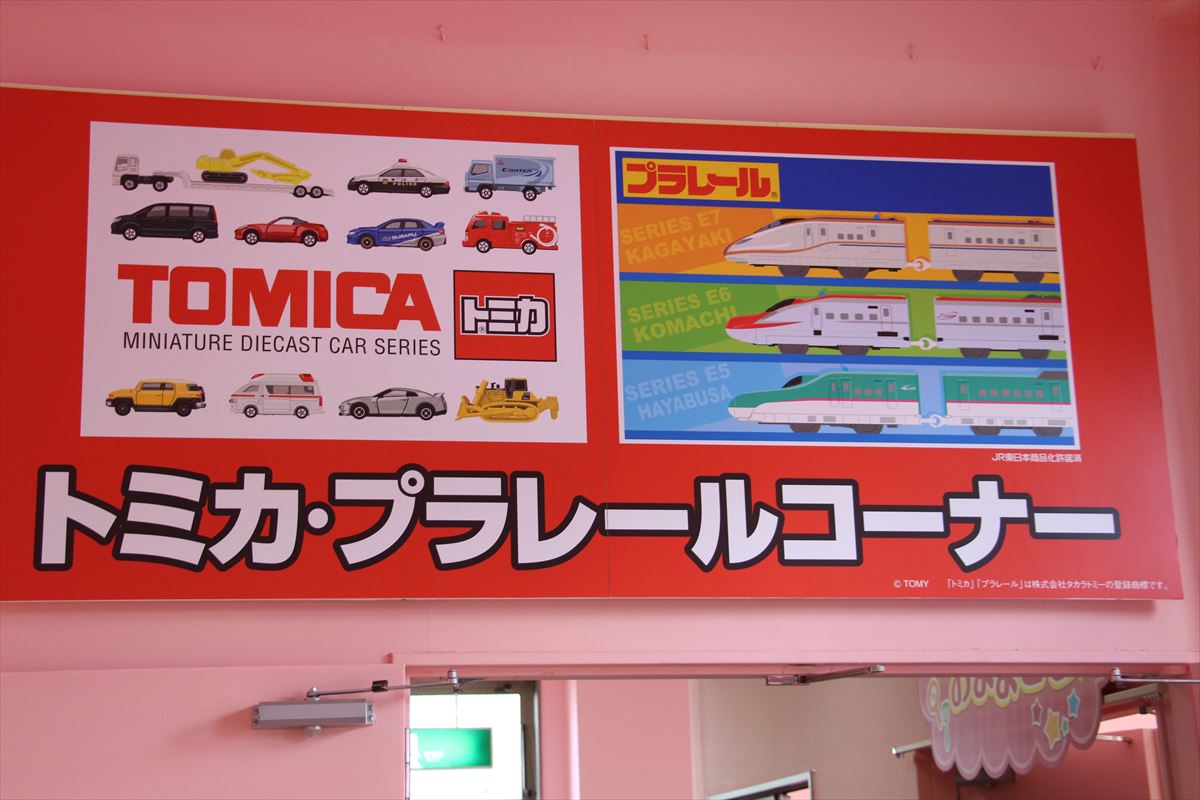 POLICE
CANTER
SUBARU
TOMICA
トミカ
®
MINIATURE DIECAST CAR SERIES
プラレール®
SERIES E7
KAGAYAKI
SERIES E6
KOMACHI
SERIES E5
HAYABUSA
JR東日本商品化許諾済
トミカ・プラレールコーナー
© TOMY 「トミカ」「プラレール」は株式会社タカラトミーの登録商標です。